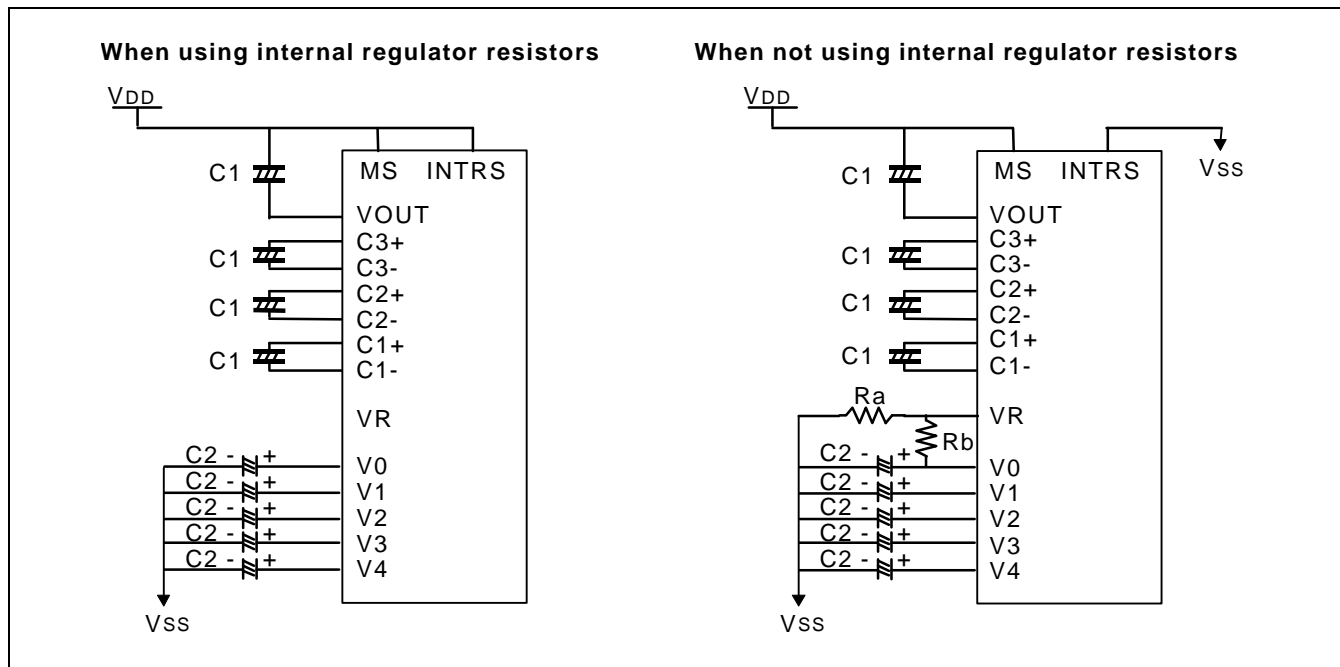 When using internal regulator resistors
VDD
C1
MS INTRS
VOUT
C3+
C1
C3-
C2+
C1
C2-
C1+
C1
C1-
VR
C2 - + V0
C2 - + V1
C2 - + V2
C2 - + V3
C2 - + V4
VSS
When not using internal regulator resistors
VDD
C1
MS INTRS
VSS
VOUT
C3+
C1
C3-
C2+
C1
C2-
C1+
C1
C1-
Ra
VR
Rb
C2 - + V0
C2 - + V1
C2 - + V2
C2 - + V3
C2 - + V4
VSS